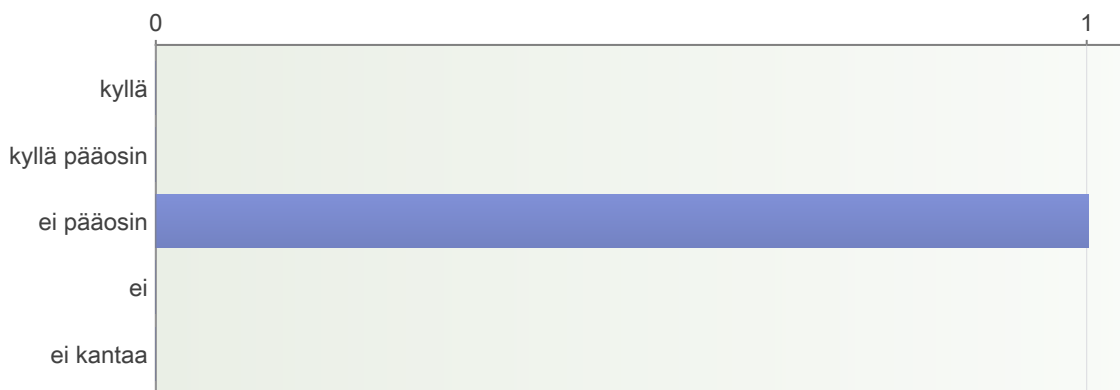 0 1
kyllä
kyllä pääosin
ei pääosin
ei
ei kantaa